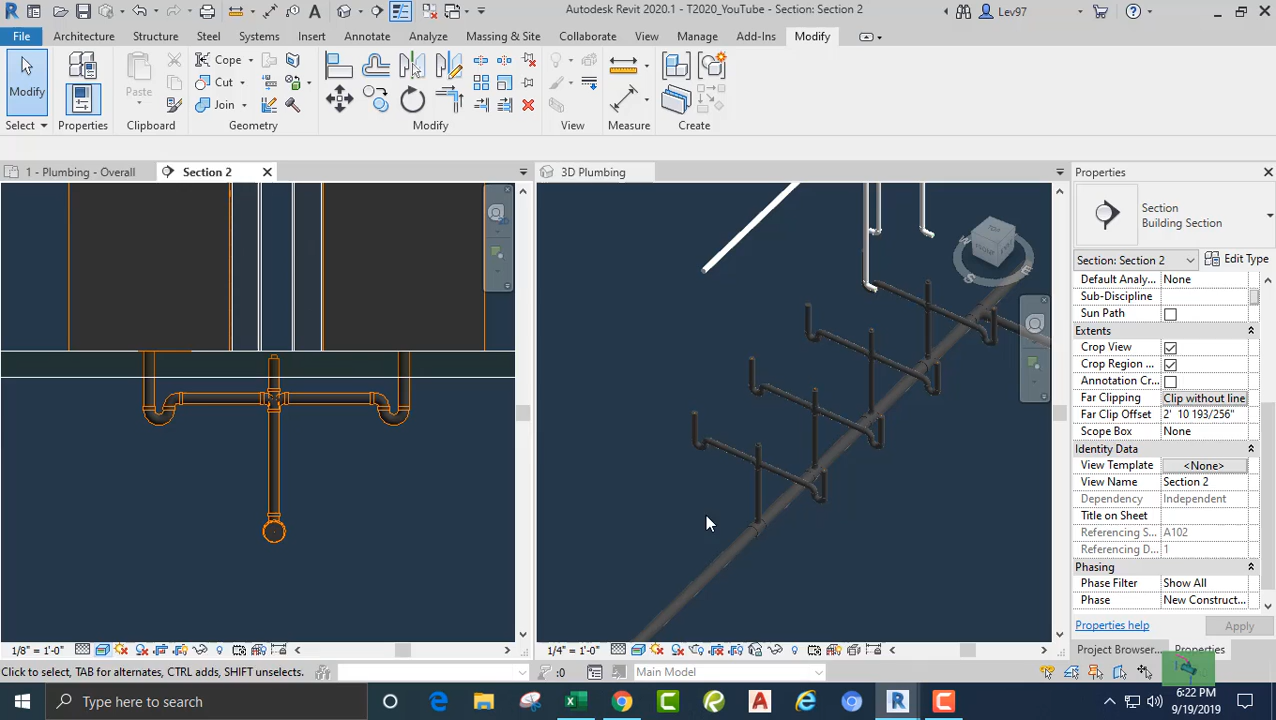 Autodesk Revit 2020.1 - T2020_YouTube - Section: Section 2
Lev97
File Architecture Structure Steel Systems Insert Annotate Analyze Massing & Site Collaborate View Manage Add-Ins Modify
Modify
Paste
Cope
Cut
Join
Select Properties Clipboard Geometry Modify View Measure Create
1 - Plumbing - Overall
Section 2
3D Plumbing
Properties
TOP
FRONT
S
Section
Building Section
Section: Section 2
Edit Type
Default Analy... None
Sub-Discipline
Sun Path
Extents
Crop View
Crop Region ...
Annotation Cr...
Far Clipping Clip without line
Far Clip Offset 2' 10 193/256"
Scope Box None
Identity Data
View Template <None>
View Name Section 2
Dependency Independent
Title on Sheet
Referencing S... A102
Referencing D... 1
Phasing
Phase Filter Show All
Phase New Construct...
Properties help
Apply
1/8" = 1'-0"
1/4" = 1'-0"
Project Browser...
Properties
Click to select, TAB for alternates, CTRL adds, SHIFT unselects.
:0
Main Model
Type here to search
6:22 PM
9/19/2019